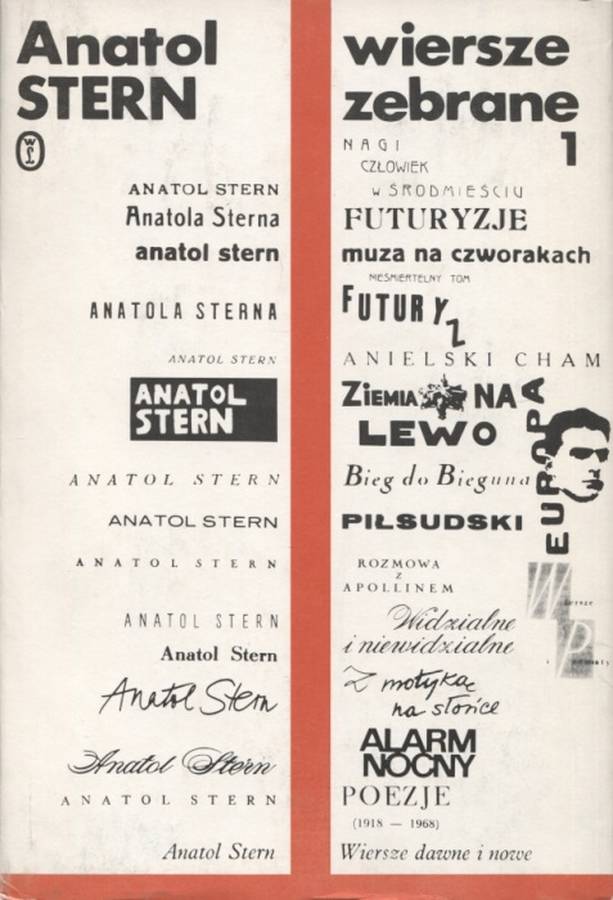 Anatol
STERN
WL
ANATOL STERN
Anatola Sterna
anatol stern
ANATOLA STERNA
ANATOL STERN
ANATOL
STERN
ANATOL STERN
ANATOL STERN
ANATOL STERN
ANATOL STERN
Anatol Stern
Anatol Stern
Anatol Stern
ANATOL STERN
Anatol Stern
wiersze
zebrane
1
NAGI
CZŁOWIEK
w ŚRODMIEŚCIU
FUTURYZJE
muza na czworakach
NIEŚMIERTELNY TOM
FUTURYZ
ANIELSKI CHAM
ZIEMIA NA
LEWO
EUROPA
Bieg do Bieguna
PIŁSUDSKI
ROZMOWA
Z
APOLLINEM
Wiersze
i Poematy
Widzialne
i niewidzialne
Z motyką
na słońce
ALARM
NOCNY
POEZJE
(1918 — 1968)
Wiersze dawne i nowe